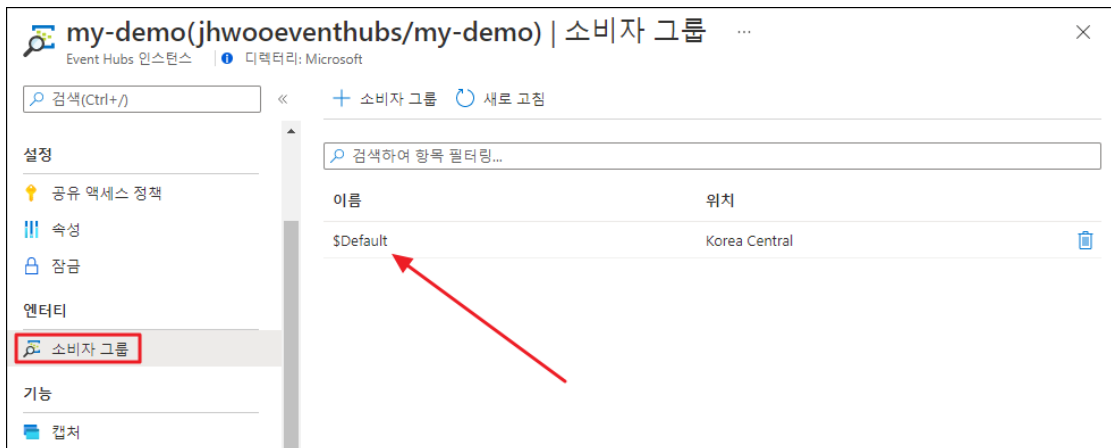 my-demo(jhwooeventhubs/my-demo) | 소비자 그룹 ...
Event Hubs 인스턴스 | 디렉터리: Microsoft
검색(Ctrl+/)
+ 소비자 그룹 새로 고침
설정
검색하여 항목 필터링...
공유 액세스 정책
이름 위치
속성
$Default Korea Central
잠금
엔터티
소비자 그룹
기능
캡처